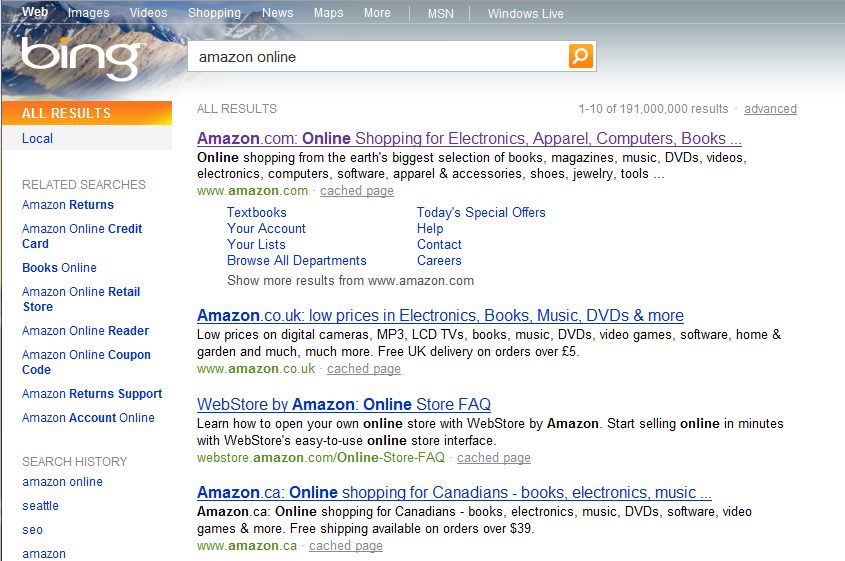 Web Images Videos Shopping News Maps More | MSN | Windows Live
bing™
amazon online
ALL RESULTS
Local
RELATED SEARCHES
Amazon Returns
Amazon Online Credit
Card
Books Online
Amazon Online Retail
Store
Amazon Online Reader
Amazon Online Coupon
Code
Amazon Returns Support
Amazon Account Online
SEARCH HISTORY
amazon online
seattle
seo
amazon
ALL RESULTS
1-10 of 191,000,000 results · advanced
Amazon.com: Online Shopping for Electronics, Apparel, Computers, Books ...
Online shopping from the earth's biggest selection of books, magazines, music, DVDs, videos,
electronics, computers, software, apparel & accessories, shoes, jewelry, tools ...
www.amazon.com · cached page
Textbooks Today's Special Offers
Your Account Help
Your Lists Contact
Browse All Departments Careers
Show more results from www.amazon.com
Amazon.co.uk: low prices in Electronics, Books, Music, DVDs & more
Low prices on digital cameras, MP3, LCD TVs, books, music, DVDs, video games, software, home &
garden and much, much more. Free UK delivery on orders over £5.
www.amazon.co.uk · cached page
WebStore by Amazon: Online Store FAQ
Learn how to open your own online store with WebStore by Amazon. Start selling online in minutes
with WebStore's easy-to-use online store interface.
webstore.amazon.com/Online-Store-FAQ · cached page
Amazon.ca: Online shopping for Canadians - books, electronics, music ...
Amazon.ca: Online shopping for Canadians - books, electronics, music, DVDs, software, video
games & more. Free shipping available on orders over $39.
www.amazon.ca · cached page